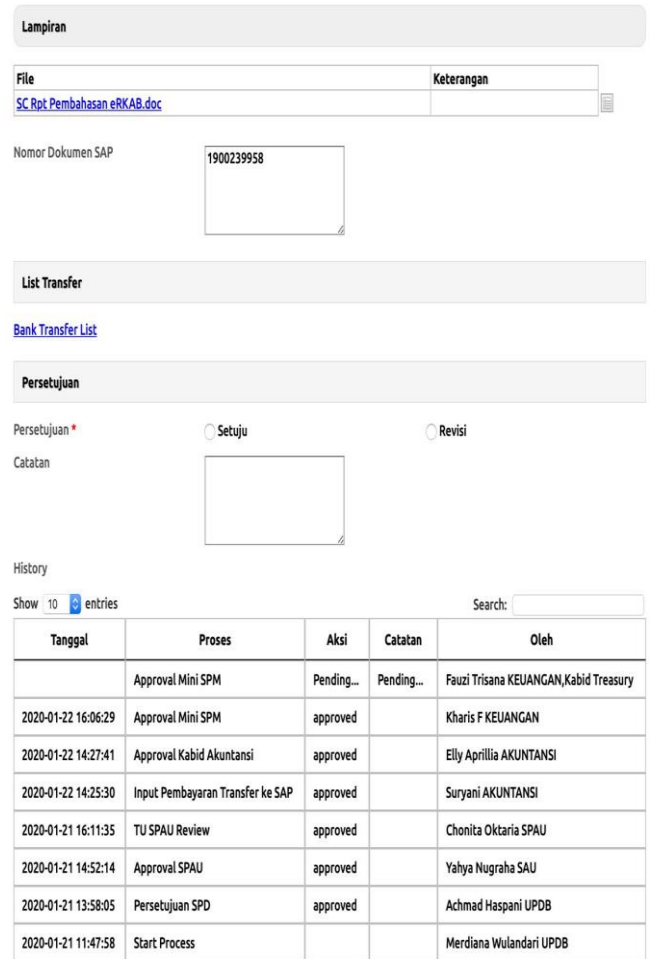 Lampiran
File Keterangan
SC Rpt Pembahasan eRKAB.doc
Nomor Dokumen SAP 1900239958
List Transfer
Bank Transfer List
Persetujuan
Persetujuan * Setuju Revisi
Catatan
History
Show 10 entries Search:
Tanggal Proses Aksi Catatan Oleh
Approval Mini SPM Pending... Pending... Fauzi Trisana KEUANGAN,Kabid Treasury
2020-01-22 16:06:29 Approval Mini SPM approved Kharis F KEUANGAN
2020-01-22 14:27:41 Approval Kabid Akuntansi approved Elly Aprillia AKUNTANSI
2020-01-22 14:25:30 Input Pembayaran Transfer ke SAP approved Suryani AKUNTANSI
2020-01-21 16:11:35 TU SPAU Review approved Chonita Oktaria SPAU
2020-01-21 14:52:14 Approval SPAU approved Yahya Nugraha SAU
2020-01-21 13:58:05 Persetujuan SPD approved Achmad Haspani UPDB
2020-01-21 11:47:58 Start Process Merdiana Wulandari UPDB